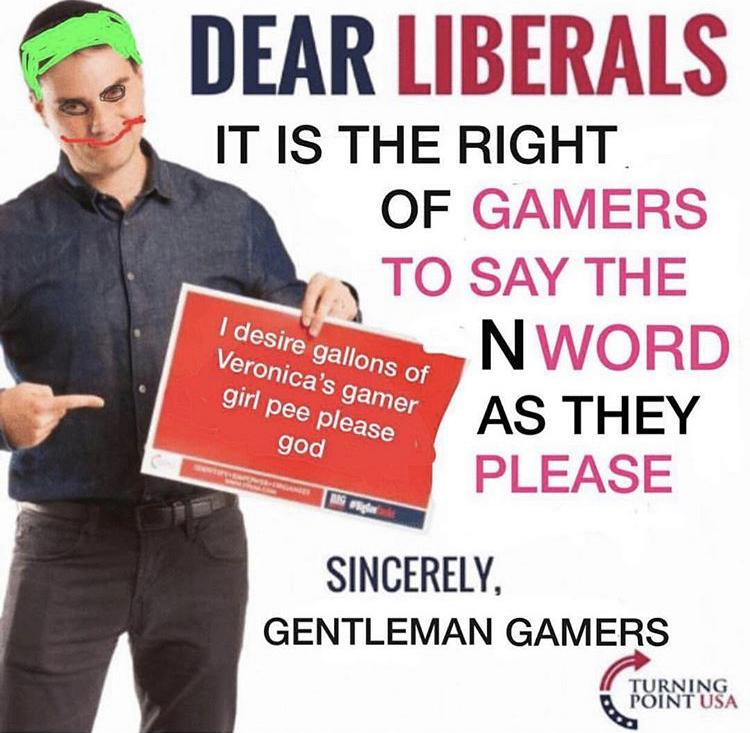 DEAR LIBERALS
IT IS THE RIGHT
OF GAMERS
TO SAY THE
N WORD
AS THEY
PLEASE
I desire gallons of
Veronica's gamer
girl pee please
god
BIG
SINCERELY,
GENTLEMAN GAMERS
TURNING
POINT USA